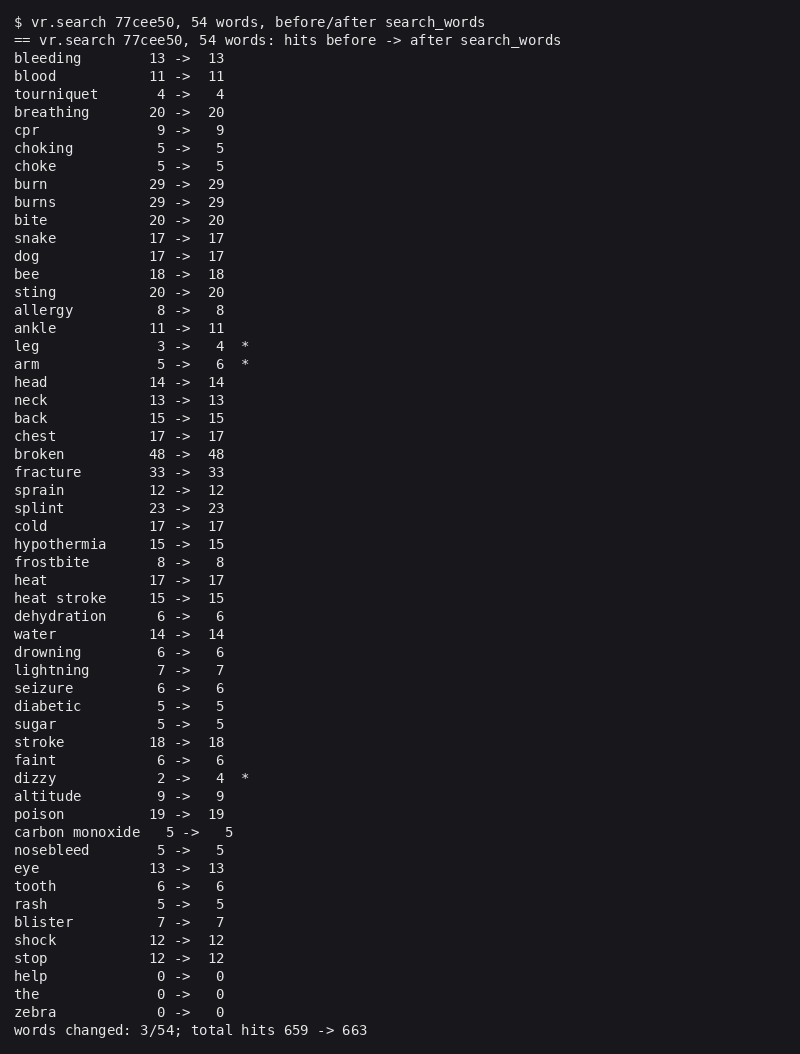 $ vr.search 77cee50, 54 words, before/after search_words
== vr.search 77cee50, 54 words: hits before -> after search_words
bleeding        13 ->  13
blood           11 ->  11
tourniquet       4 ->   4
breathing       20 ->  20
cpr              9 ->   9
choking          5 ->   5
choke            5 ->   5
burn            29 ->  29
burns           29 ->  29
bite            20 ->  20
snake           17 ->  17
dog             17 ->  17
bee             18 ->  18
sting           20 ->  20
allergy          8 ->   8
ankle           11 ->  11
leg              3 ->   4  *
arm              5 ->   6  *
head            14 ->  14
neck            13 ->  13
back            15 ->  15
chest           17 ->  17
broken          48 ->  48
fracture        33 ->  33
sprain          12 ->  12
splint          23 ->  23
cold            17 ->  17
hypothermia     15 ->  15
frostbite        8 ->   8
heat            17 ->  17
heat stroke     15 ->  15
dehydration      6 ->   6
water           14 ->  14
drowning         6 ->   6
lightning        7 ->   7
seizure          6 ->   6
diabetic         5 ->   5
sugar            5 ->   5
stroke          18 ->  18
faint            6 ->   6
dizzy            2 ->   4  *
altitude         9 ->   9
poison          19 ->  19
carbon monoxide   5 ->   5
nosebleed        5 ->   5
eye             13 ->  13
tooth            6 ->   6
rash             5 ->   5
blister          7 ->   7
shock           12 ->  12
stop            12 ->  12
help             0 ->   0
the              0 ->   0
zebra            0 ->   0
words changed: 3/54; total hits 659 -> 663